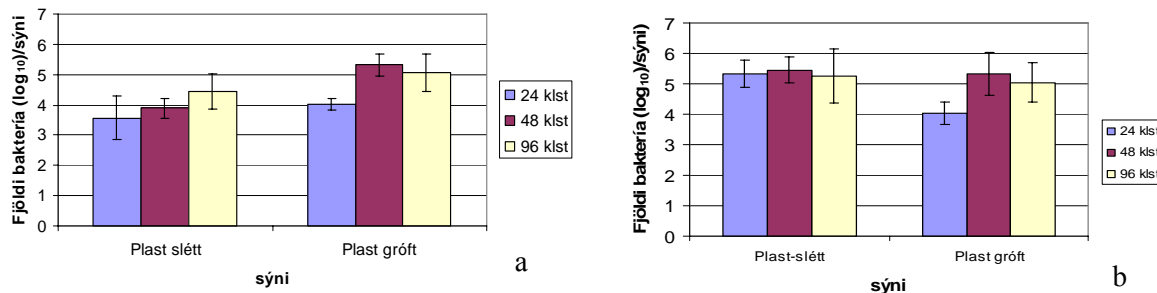 Fjöldi baktería (log10)/sýni
7
6
5
4
3
2
1
0
Plast slétt
Plast gróft
sýni
24 klst
48 klst
96 klst
a
Fjöldi baktería (log10)/sýni)
7
6
5
4
3
2
1
0
Plast-slétt
Plast gróft
sýni
24 klst
48 klst
96 klst
b